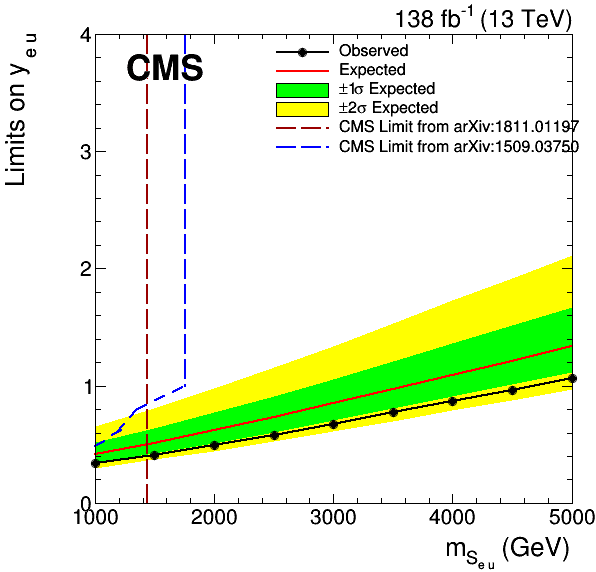 138 fb⁻¹ (13 TeV)
Limits on y e u
CMS
Observed
Expected
±1σ Expected
±2σ Expected
CMS Limit from arXiv:1811.01197
CMS Limit from arXiv:1509.03750
4
3
2
1
0
1000 2000 3000 4000 5000
m S e u (GeV)